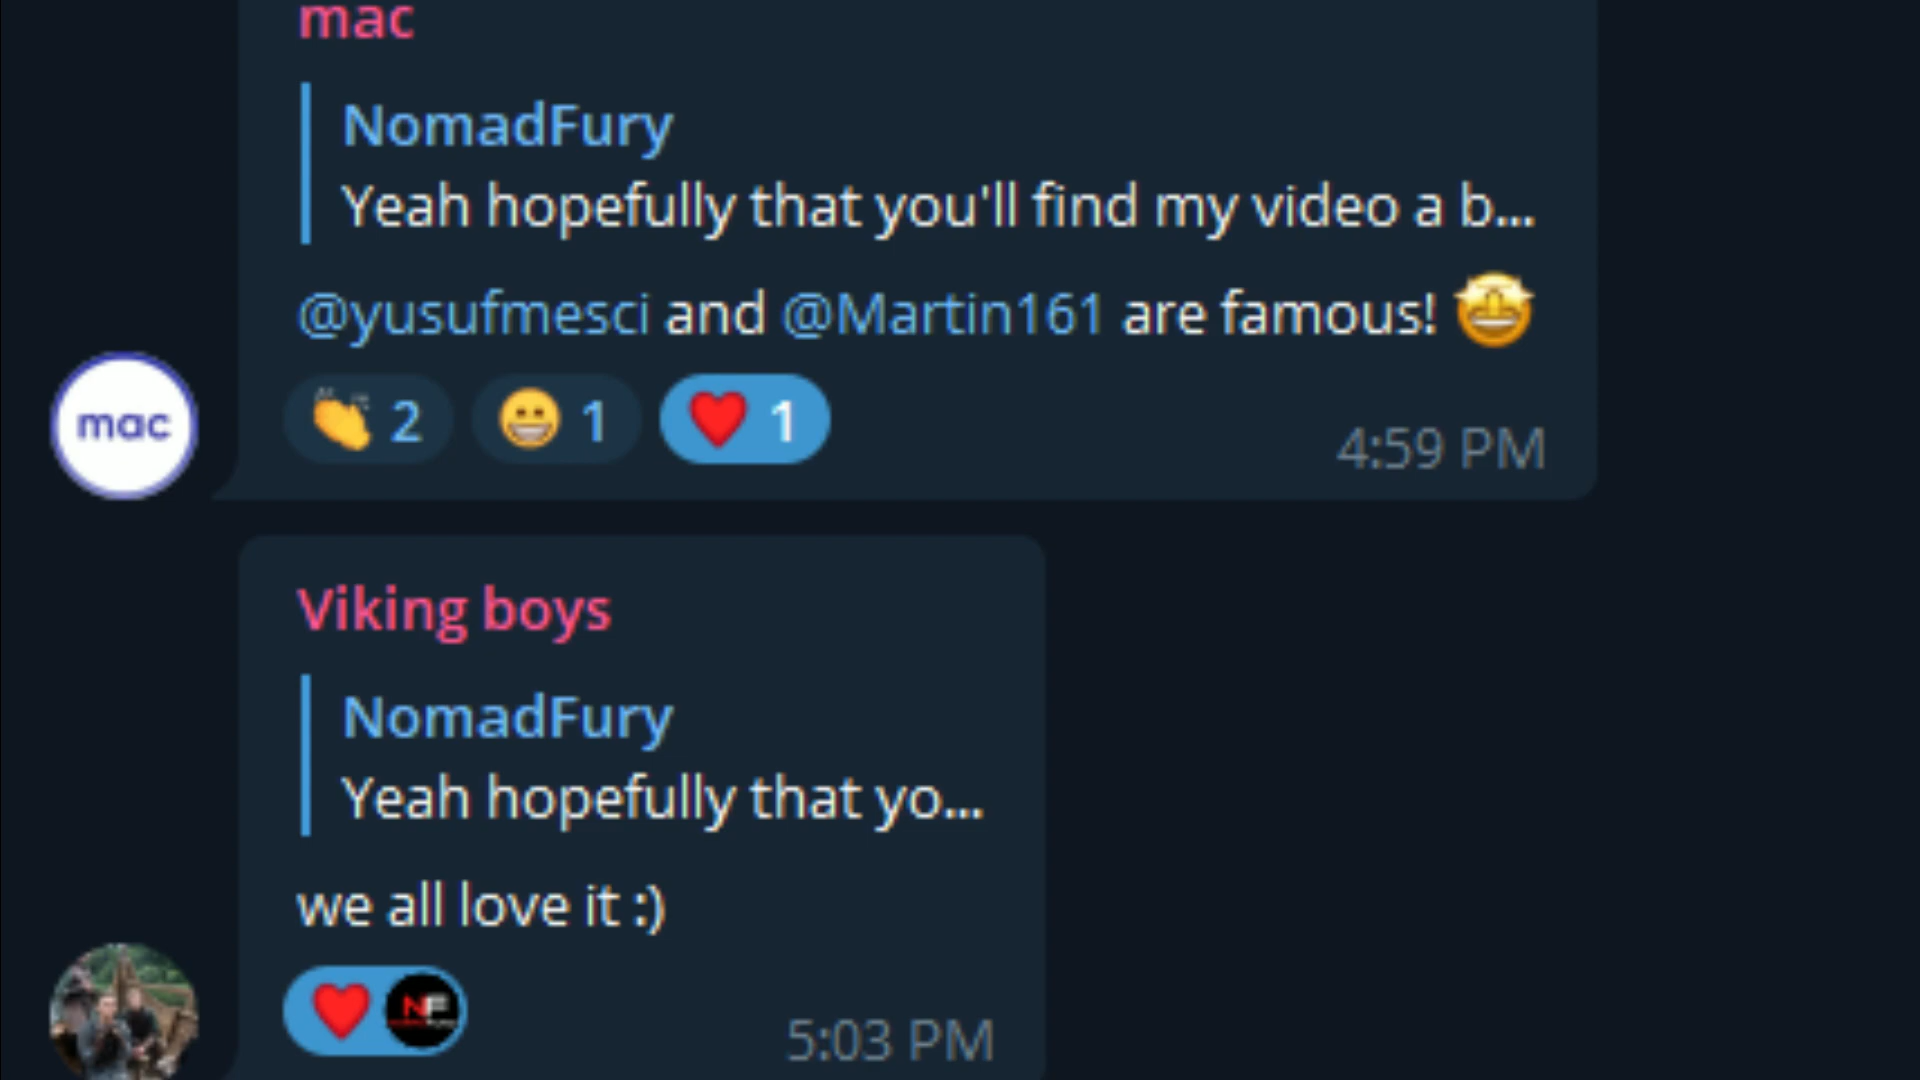 mac
NomadFury
Yeah hopefully that you'll find my video a b...
@yusufmesci and @Martin161 are famous! 🤩
mac
👏 2 😁 1 ❤️ 1
4:59 PM
Viking boys
NomadFury
Yeah hopefully that yo...
we all love it :)
❤️ NF
5:03 PM